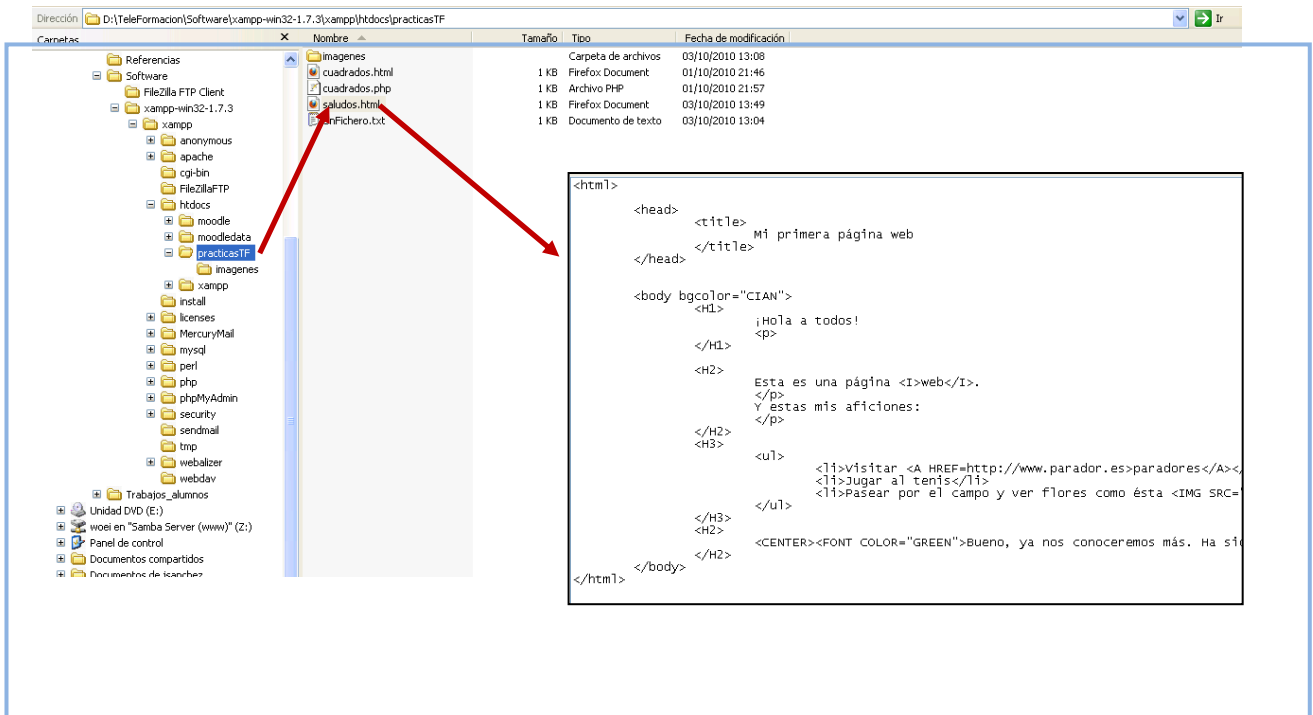 Dirección D:\TeleFormacion\Software\xampp-win32-1.7.3\xampp\htdocs\practicasTF Ir
Carpetas x Nombre Tamaño Tipo Fecha de modificación
Referencias
Software
FileZilla FTP Client
xampp-win32-1.7.3
xampp
anonymous
apache
cgi-bin
FileZillaFTP
htdocs
moodle
moodledata
practicasTF
imagenes
xampp
install
licenses
MercuryMail
mysql
perl
php
phpMyAdmin
security
sendmail
tmp
webalizer
webdav
Trabajos_alumnos
Unidad DVD (E:)
woei en "Samba Server (www)" (Z:)
Panel de control
Documentos compartidos
Documentos de isanchez
imagenes Carpeta de archivos 03/10/2010 13:08
cuadrados.html 1 KB Firefox Document 01/10/2010 21:46
cuadrados.php 1 KB Archivo PHP 01/10/2010 21:57
saludos.html 1 KB Firefox Document 03/10/2010 13:49
unFichero.txt 1 KB Documento de texto 03/10/2010 13:04
<html>
<head>
<title>
Mi primera página web
</title>
</head>
<body bgcolor="CIAN">
<H1>
¡Hola a todos!
<p>
</H1>
<H2>
Esta es una página <I>web</I>.
</p>
Y estas mis aficiones:
</p>
</H2>
<H3>
<ul>
<li>Visitar <A HREF=http://www.parador.es>paradores</A></
<li>Jugar al tenis</li>
<li>Pasear por el campo y ver flores como ésta <IMG SRC="
</ul>
</H3>
<H2>
<CENTER><FONT COLOR="GREEN">Bueno, ya nos conoceremos más. Ha sid
</H2>
</body>
</html>